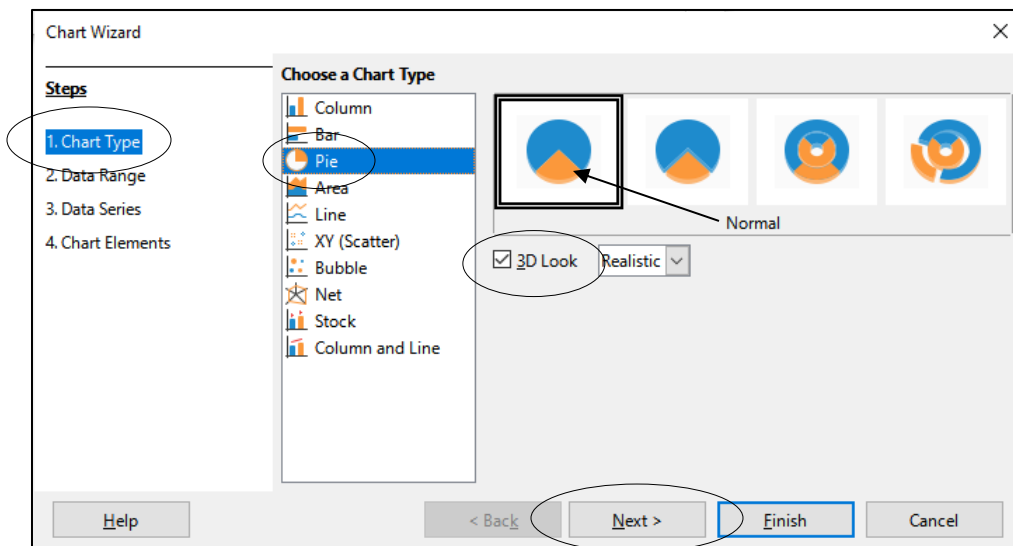 Chart Wizard
Steps
1. Chart Type
2. Data Range
3. Data Series
4. Chart Elements
Choose a Chart Type
Column
Bar
Pie
Area
Line
XY (Scatter)
Bubble
Net
Stock
Column and Line
Normal
3D Look
Realistic
Help
< Back
Next >
Finish
Cancel